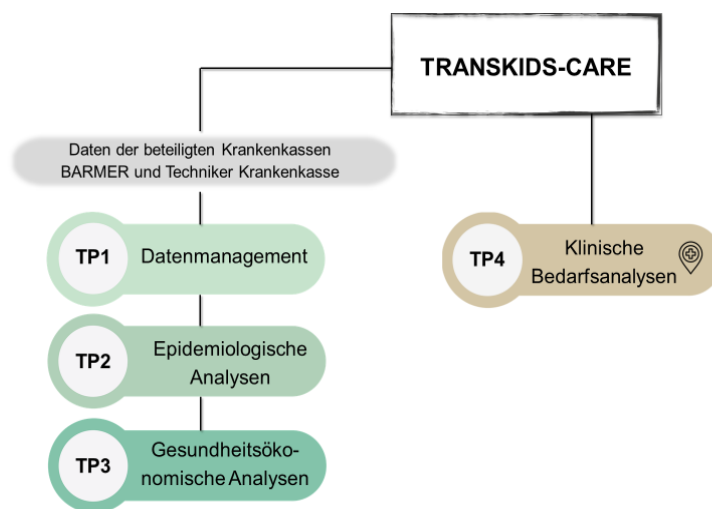 TRANSKIDS-CARE
Daten der beteiligten Krankenkassen
BARMER und Techniker Krankenkasse
TP1
Datenmanagement
TP2
Epidemiologische
Analysen
TP3
Gesundheitsöko-
nomische Analysen
TP4
Klinische
Bedarfsanalysen